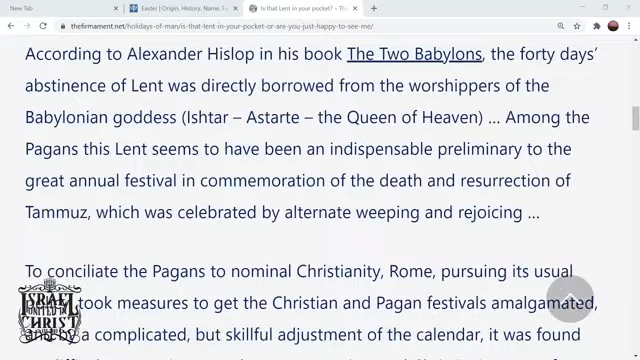 New Tab
Easter | Origin, History, Name, F
Is that Lent in your pocket? - or
thefirmament.net/holidays-of-man/is-that-lent-in-your-pocket-or-are-you-just-happy-to-see-me/
According to Alexander Hislop in his book The Two Babylons, the forty days’
abstinence of Lent was directly borrowed from the worshippers of the
Babylonian goddess (Ishtar – Astarte – the Queen of Heaven) … Among the
Pagans this Lent seems to have been an indispensable preliminary to the
great annual festival in commemoration of the death and resurrection of
Tammuz, which was celebrated by alternate weeping and rejoicing …
To conciliate the Pagans to nominal Christianity, Rome, pursuing its usual
took measures to get the Christian and Pagan festivals amalgamated,
by a complicated, but skillful adjustment of the calendar, it was found
ISRAEL
UNITED IN
CHRIST